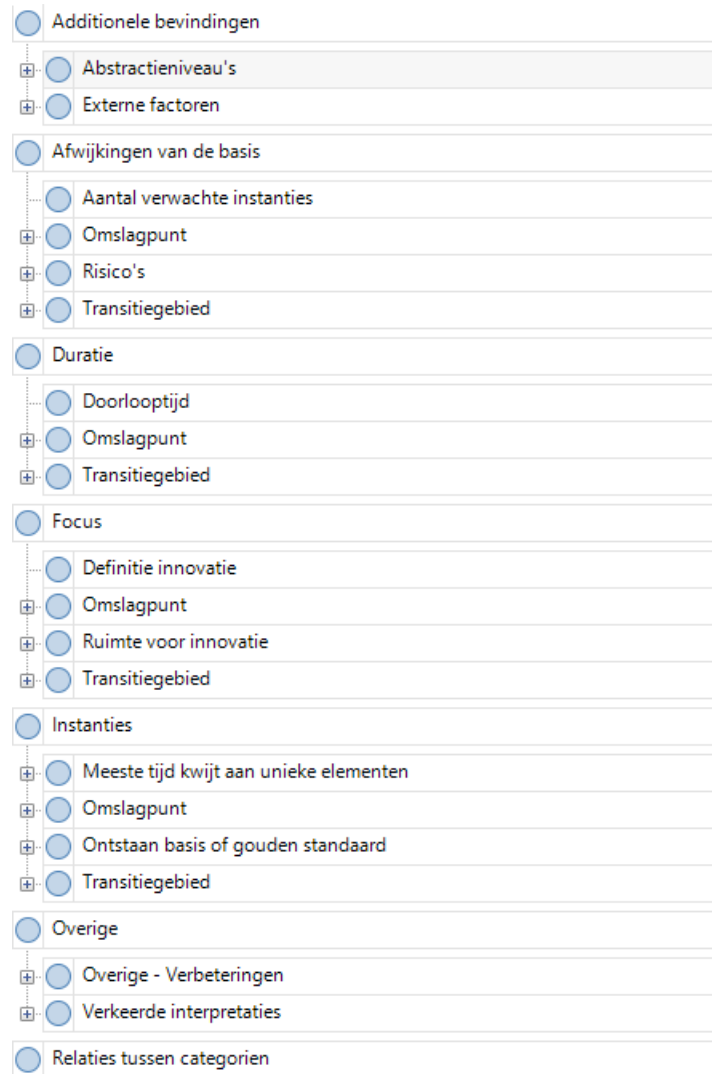 Additionele bevindingen
Abstractieniveau's
Externe factoren
Afwijkingen van de basis
Aantal verwachte instanties
Omslagpunt
Risico's
Transitiegebied
Duratie
Doorlooptijd
Omslagpunt
Transitiegebied
Focus
Definitie innovatie
Omslagpunt
Ruimte voor innovatie
Transitiegebied
Instanties
Meeste tijd kwijt aan unieke elementen
Omslagpunt
Ontstaan basis of gouden standaard
Transitiegebied
Overige
Overige - Verbeteringen
Verkeerde interpretaties
Relaties tussen categorien